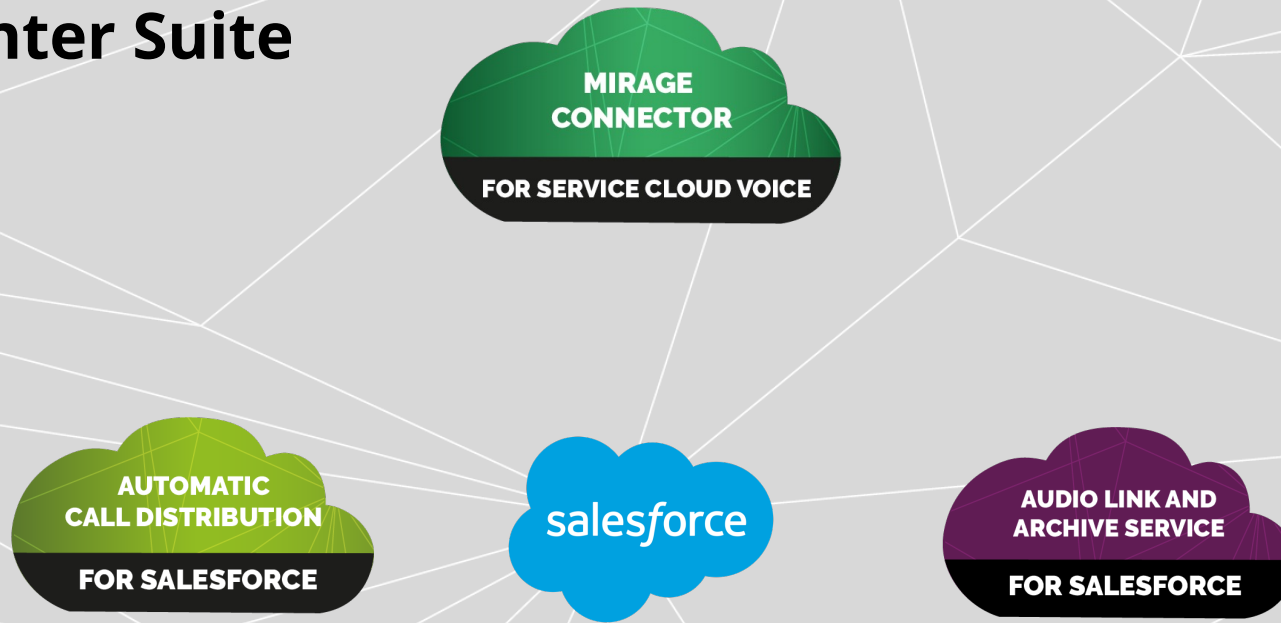 nter Suite
MIRAGE
CONNECTOR
FOR SERVICE CLOUD VOICE
AUTOMATIC
CALL DISTRIBUTION
FOR SALESFORCE
salesforce
AUDIO LINK AND
ARCHIVE SERVICE
FOR SALESFORCE